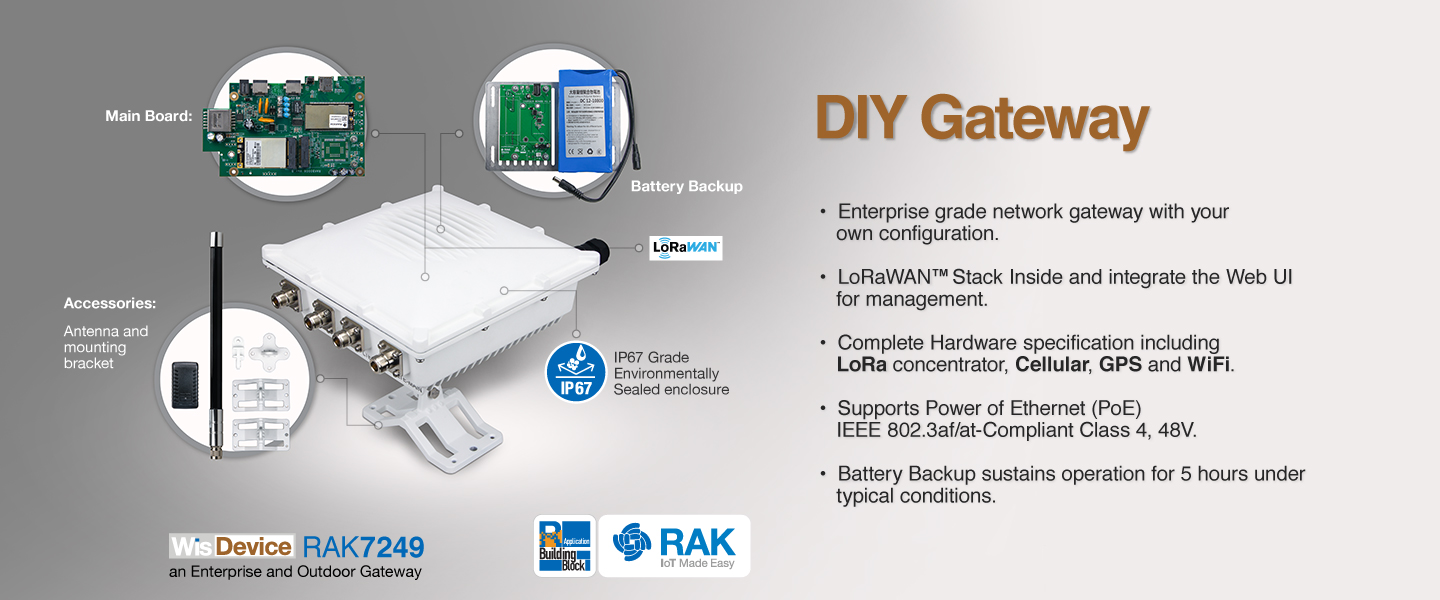 Main Board:
DC 12-18800
Battery Backup
LoRaWAN™
Accessories:
Antenna and
mounting
bracket
IP67
IP67 Grade
Environmentally
Sealed enclosure
WisDevice RAK7249
an Enterprise and Outdoor Gateway
Application
Building
Block
RAK
IoT Made Easy
DIY Gateway
• Enterprise grade network gateway with your
own configuration.
• LoRaWAN™ Stack Inside and integrate the Web UI
for management.
• Complete Hardware specification including
LoRa concentrator, Cellular, GPS and WiFi.
• Supports Power of Ethernet (PoE)
IEEE 802.3af/at-Compliant Class 4, 48V.
• Battery Backup sustains operation for 5 hours under
typical conditions.